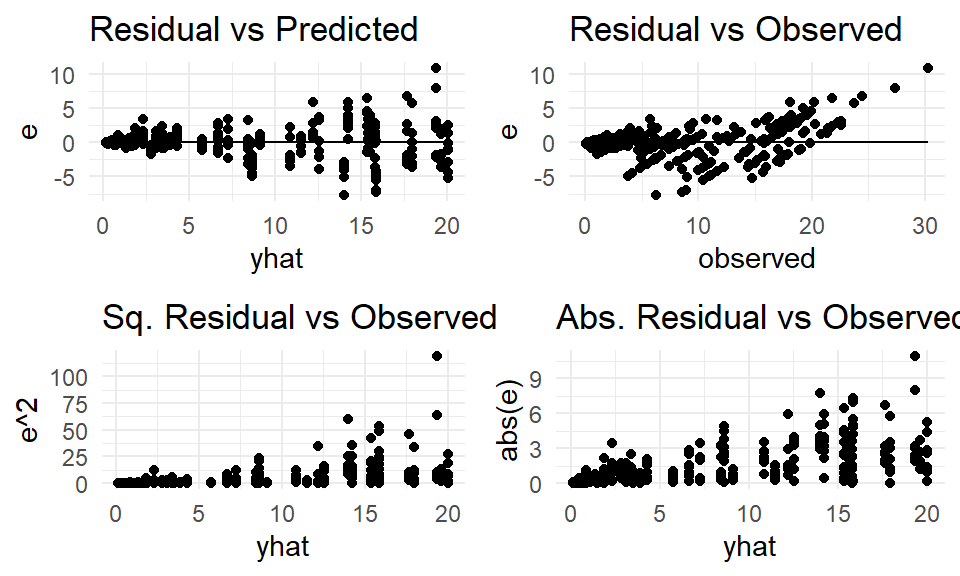 Residual vs Predicted
10
5
0
-5
e
0 5 10 15 20
yhat
Residual vs Observed
10
5
0
-5
e
0 10 20 30
observed
Sq. Residual vs Observed
100
75
50
25
0
e^2
0 5 10 15 20
yhat
Abs. Residual vs Observed
9
6
3
0
abs(e)
0 5 10 15 20
yhat